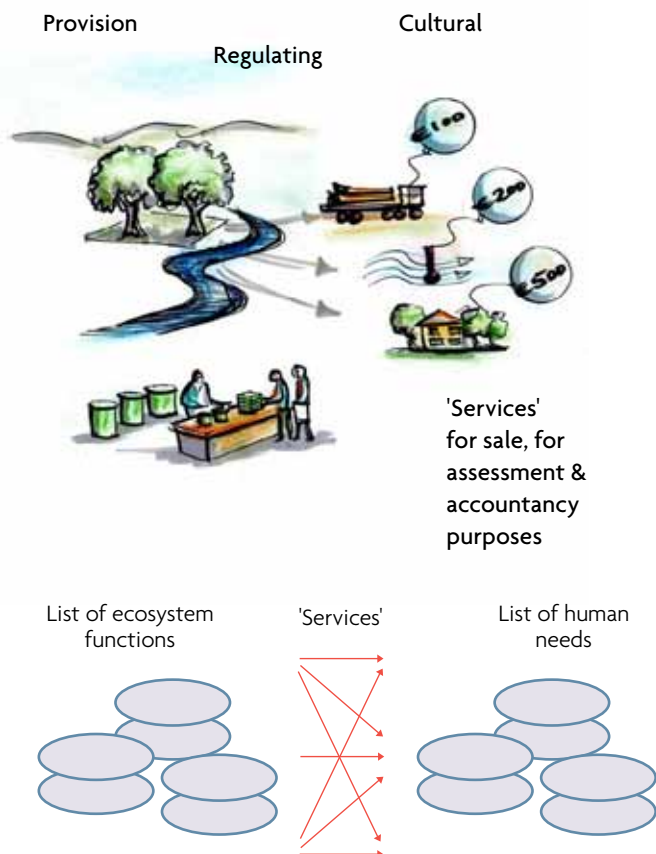 Provision
Cultural
Regulating
€100
€200
€500
'Services'
for sale, for
assessment &
accountancy
purposes
List of ecosystem
functions
'Services'
List of human
needs